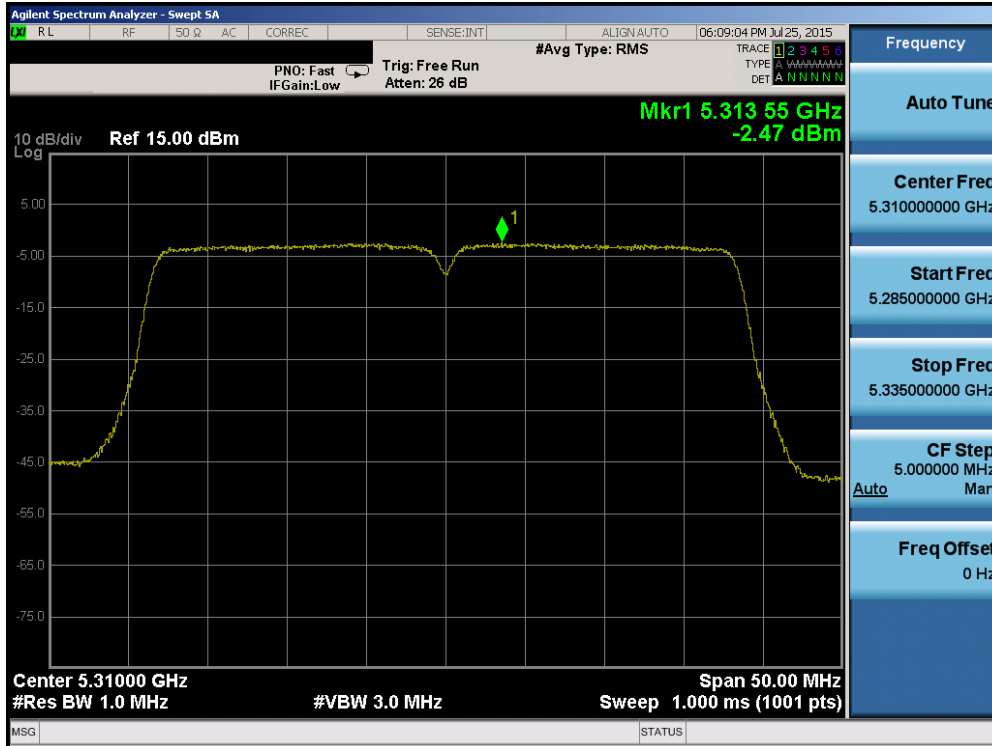 Agilent Spectrum Analyzer - Swept SA
LXI RL RF 50 Ω AC CORREC SENSE:INT ALIGN AUTO 06:09:04 PM Jul 25, 2015
#Avg Type: RMS
TRACE 1 2 3 4 5 6
PNO: Fast Trig: Free Run
TYPE A WWWWW
IFGain:Low Atten: 26 dB
DET A N N N N N
Mkr1 5.313 55 GHz
10 dB/div Ref 15.00 dBm -2.47 dBm
Log
5.00
1
-5.00
-15.0
-25.0
-35.0
-45.0
-55.0
-65.0
-75.0
Center 5.31000 GHz Span 50.00 MHz
#Res BW 1.0 MHz #VBW 3.0 MHz Sweep 1.000 ms (1001 pts)
MSG STATUS
Frequency
Auto Tune
Center Freq
5.310000000 GHz
Start Freq
5.285000000 GHz
Stop Freq
5.335000000 GHz
CF Step
5.000000 MHz
Auto Man
Freq Offset
0 Hz